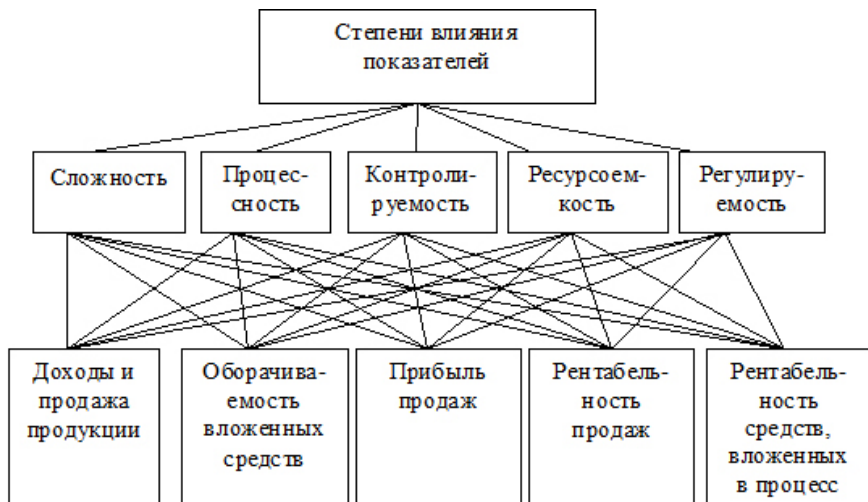 Степени влияния
показателей
Сложность
Процес-
сность
Контроли-
руемость
Ресурсоем-
кость
Регулиру-
емость
Доходы и
продажа
продукции
Оборачива-
емость
вложенных
средств
Прибыль
продаж
Рентабель-
ность
продаж
Рентабель-
ность
средств,
вложенных
в процесс